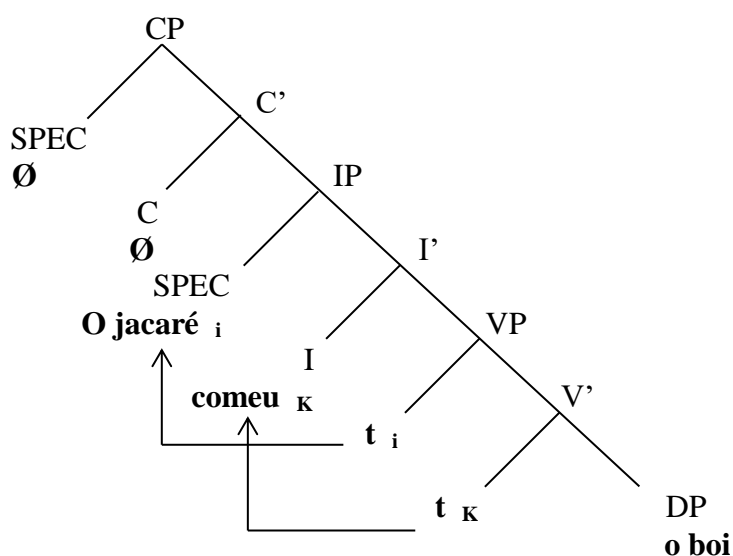 CP
C’
SPEC
Ø
IP
C
Ø
I’
SPEC
O jacaré i
VP
I
comeu K
V’
t i
t K
DP
o boi